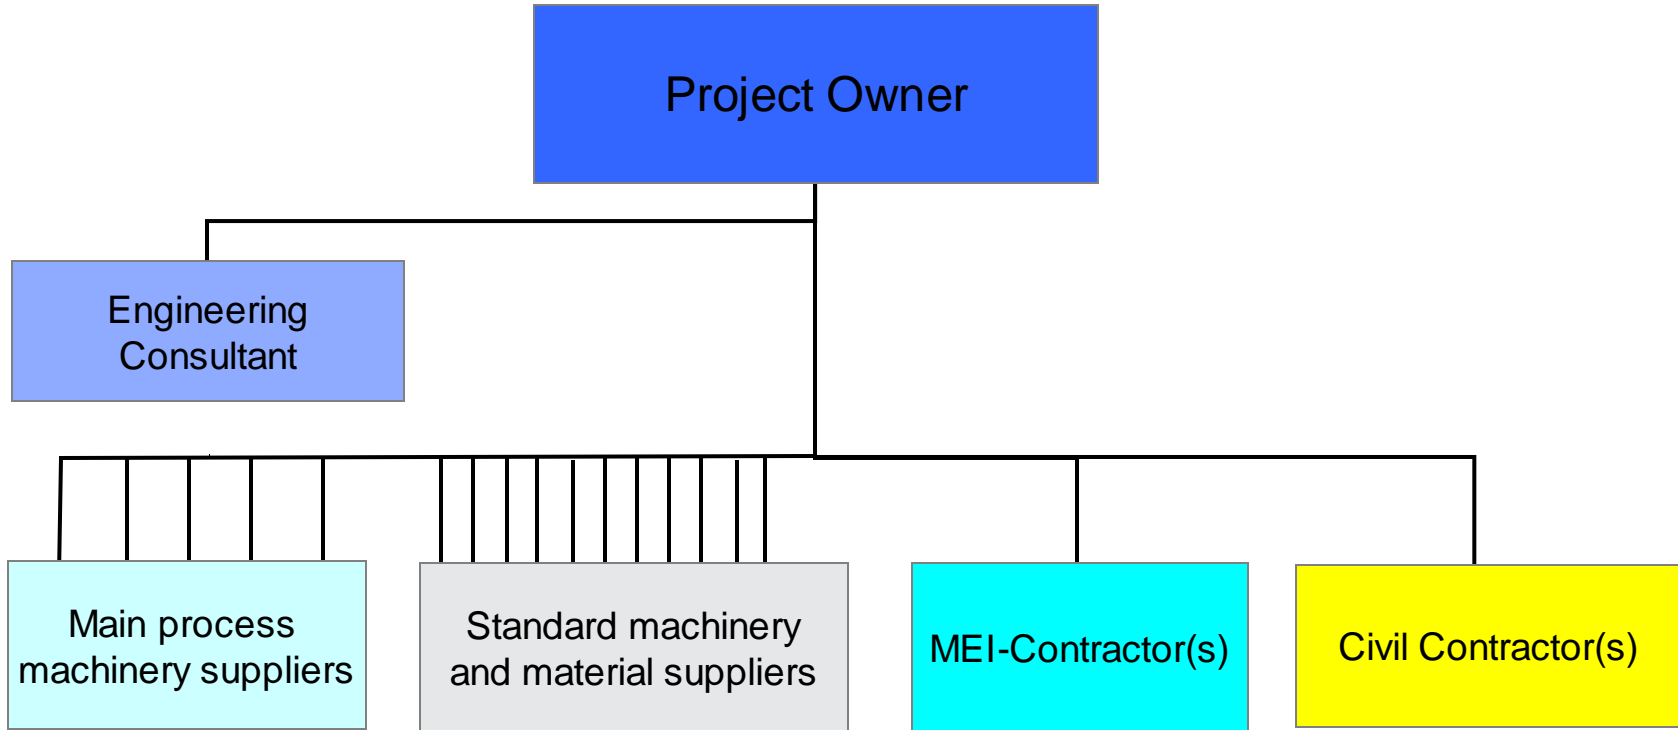 Project Owner
Engineering
Consultant
Main process
machinery suppliers
Standard machinery
and material suppliers
MEI-Contractor(s)
Civil Contractor(s)